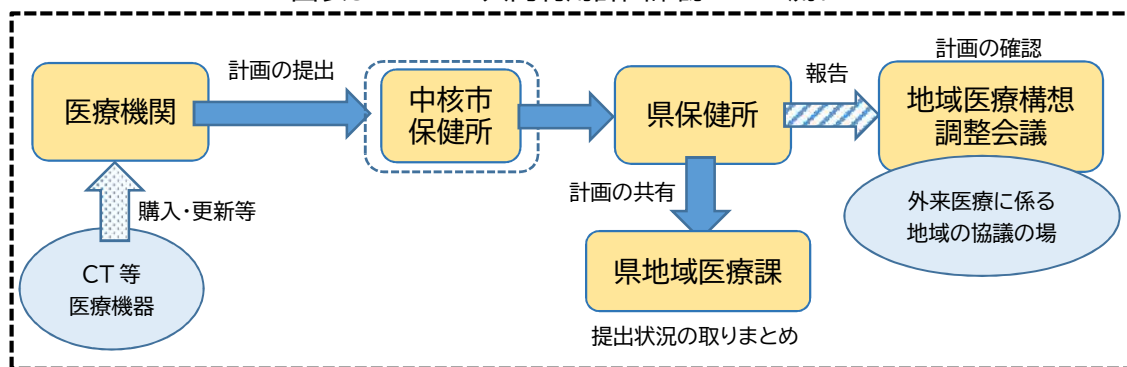 計画の提出
医療機関
中核市
保健所
県保健所
報告
計画の確認
地域医療構想
調整会議
外来医療に係る
地域の協議の場
購入・更新等
CT 等
医療機器
計画の共有
県地域医療課
提出状況の取りまとめ